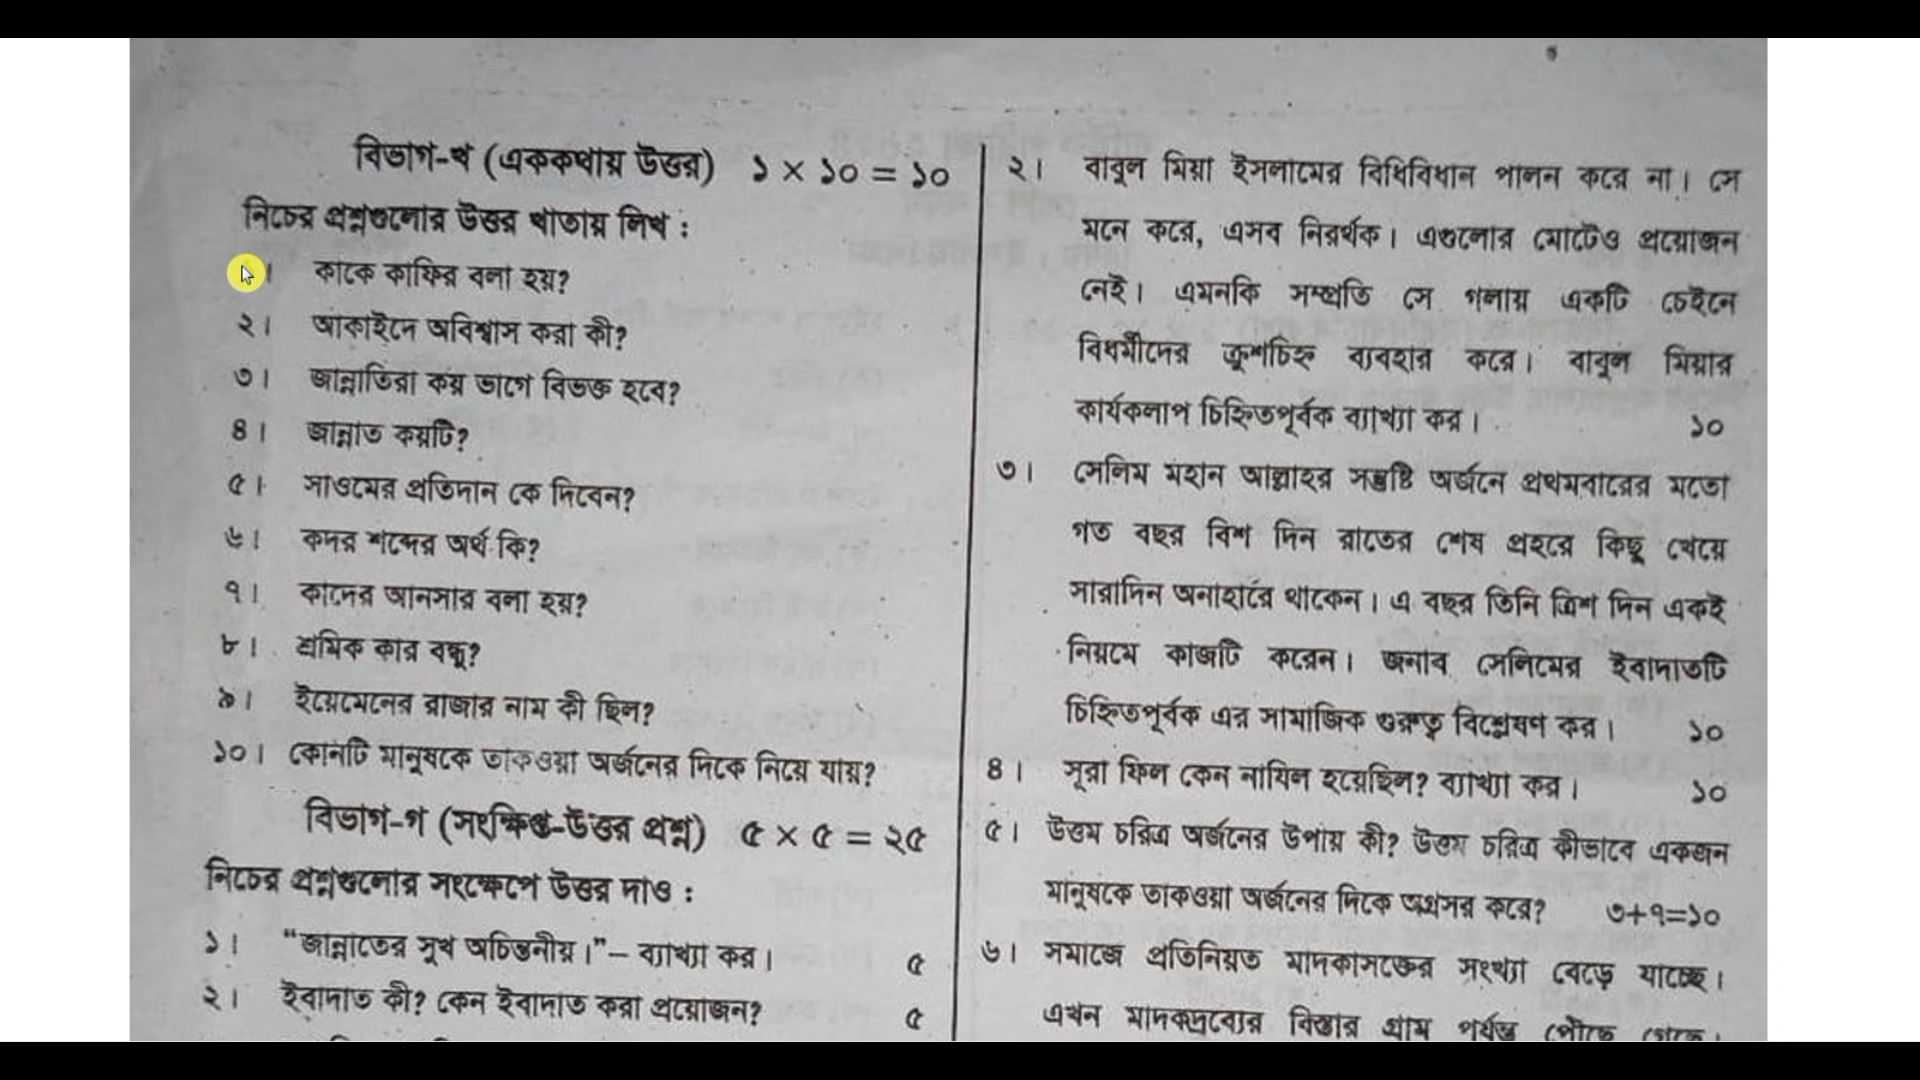 বিভাগ-খ (এককথায় উত্তর) ১ × ১০ = ১০
নিচের প্রশ্নগুলোর উত্তর খাতায় লিখ :
। কাকে কাফির বলা হয়?
২। আকাইদে অবিশ্বাস করা কী?
৩। জান্নাতিরা কয় ভাগে বিভক্ত হবে?
৪। জান্নাত কয়টি?
৫। সাওমের প্রতিদান কে দিবেন?
৬। কদর শব্দের অর্থ কি?
৭। কাদের আনসার বলা হয়?
৮। শ্রমিক কার বন্ধু?
৯। ইয়েমেনের রাজার নাম কী ছিল?
১০। কোনটি মানুষকে তাকওয়া অর্জনের দিকে নিয়ে যায়?
বিভাগ-গ (সংক্ষিপ্ত-উত্তর প্রশ্ন) ৫ × ৫ = ২৫
নিচের প্রশ্নগুলোর সংক্ষেপে উত্তর দাও :
১। “জান্নাতের সুখ অচিন্তনীয়।”– ব্যাখ্যা কর। ৫
২। ইবাদাত কী? কেন ইবাদাত করা প্রয়োজন? ৫
২। বাবুল মিয়া ইসলামের বিধিবিধান পালন করে না। সে
মনে করে, এসব নিরর্থক। এগুলোর মোটেও প্রয়োজন
নেই। এমনকি সম্প্রতি সে গলায় একটি চেইনে
বিধর্মীদের ক্রুশচিহ্ন ব্যবহার করে। বাবুল মিয়ার
কার্যকলাপ চিহ্নিতপূর্বক ব্যাখ্যা কর। ১০
৩। সেলিম মহান আল্লাহর সন্তুষ্টি অর্জনে প্রথমবারের মতো
গত বছর বিশ দিন রাতের শেষ প্রহরে কিছু খেয়ে
সারাদিন অনাহারে থাকেন। এ বছর তিনি ত্রিশ দিন একই
নিয়মে কাজটি করেন। জনাব সেলিমের ইবাদাতটি
চিহ্নিতপূর্বক এর সামাজিক গুরুত্ব বিশ্লেষণ কর। ১০
৪। সূরা ফিল কেন নাযিল হয়েছিল? ব্যাখ্যা কর। ১০
৫। উত্তম চরিত্র অর্জনের উপায় কী? উত্তম চরিত্র কীভাবে একজন
মানুষকে তাকওয়া অর্জনের দিকে অগ্রসর করে? ৩+৭=১০
৬। সমাজে প্রতিনিয়ত মাদকাসক্তের সংখ্যা বেড়ে যাচ্ছে।
এখন মাদকদ্রব্যের বিস্তার গ্রাম পর্যন্ত পৌঁছে গেছে।